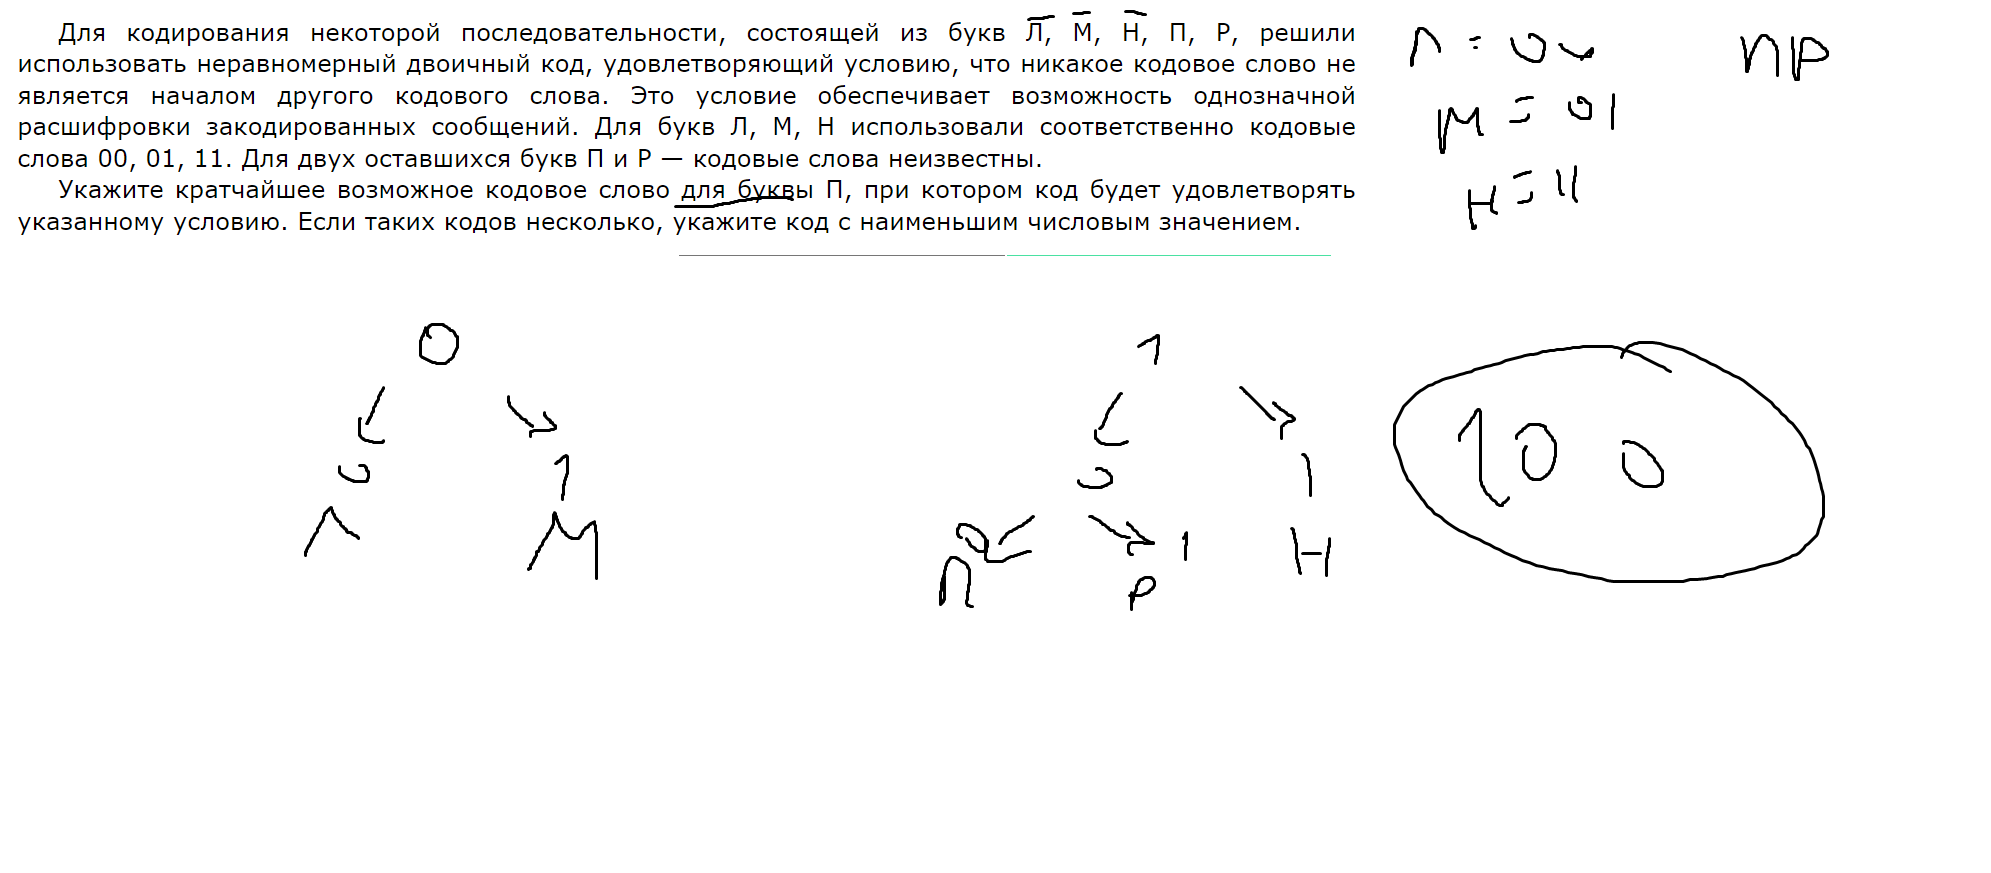 Для кодирования некоторой последовательности, состоящей из букв Л, М, Н, П, Р, решили
использовать неравномерный двоичный код, удовлетворяющий условию, что никакое кодовое слово не
является началом другого кодового слова. Это условие обеспечивает возможность однозначной
расшифровки закодированных сообщений. Для букв Л, М, Н использовали соответственно кодовые
слова 00, 01, 11. Для двух оставшихся букв П и Р — кодовые слова неизвестны.
Укажите кратчайшее возможное кодовое слово для буквы П, при котором код будет удовлетворять
указанному условию. Если таких кодов несколько, укажите код с наименьшим числовым значением.
Л = 00
ПР
М = 01
Н = 11
0 1
0 1 0 1
100
Л М 0 1 Н
П Р